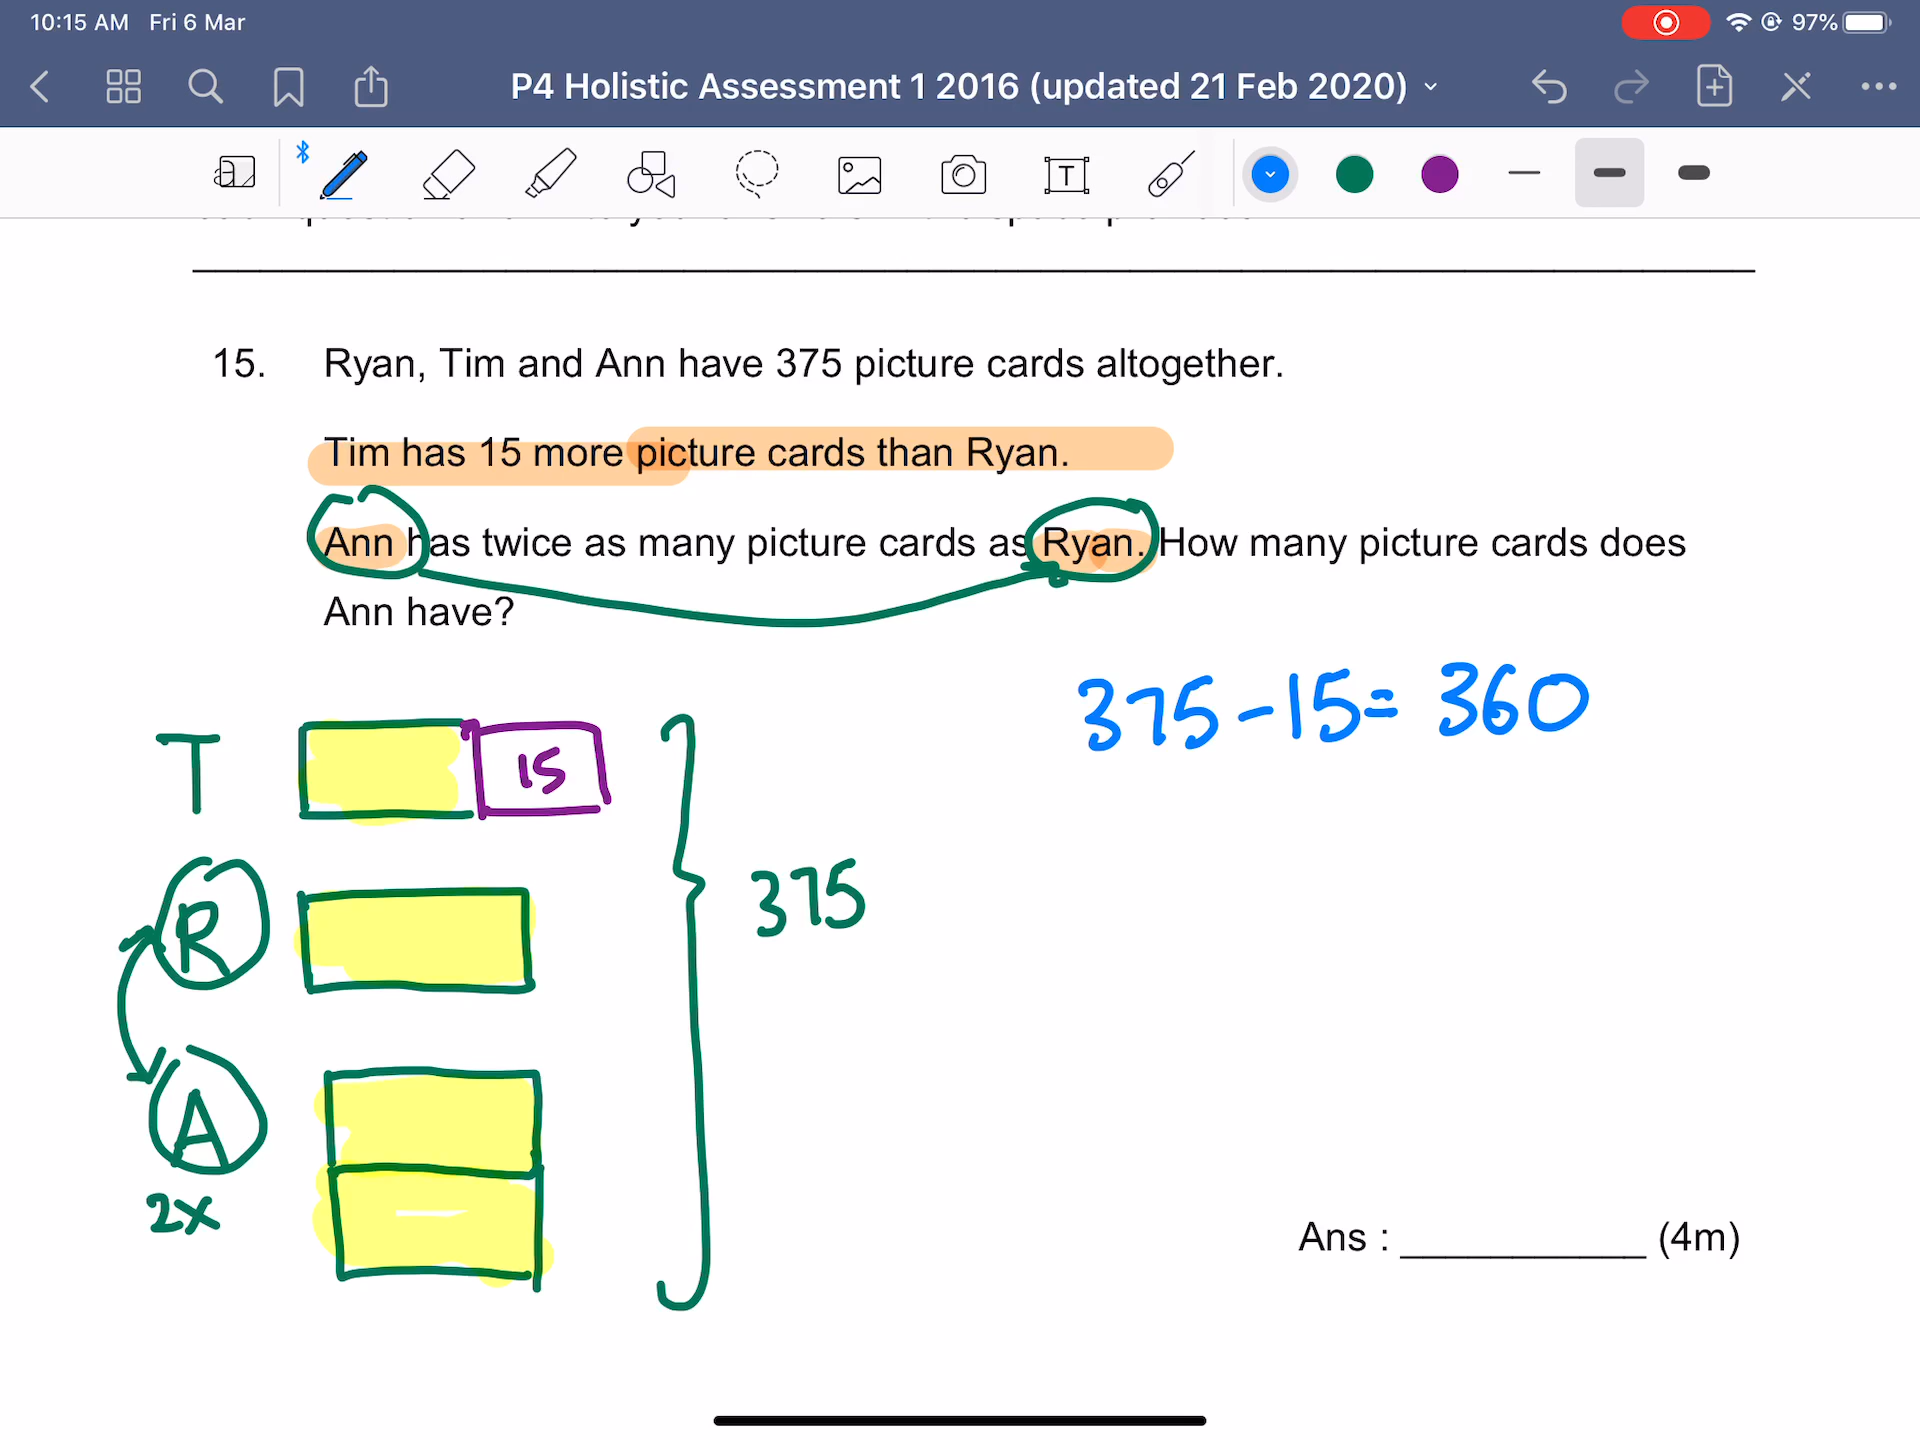 10:15 AM Fri 6 Mar 97%
P4 Holistic Assessment 1 2016 (updated 21 Feb 2020)
15. Ryan, Tim and Ann have 375 picture cards altogether.
Tim has 15 more picture cards than Ryan.
Ann has twice as many picture cards as Ryan. How many picture cards does
Ann have?
375-15= 360
T 15
R 375
A
2x
Ans : ___________ (4m)